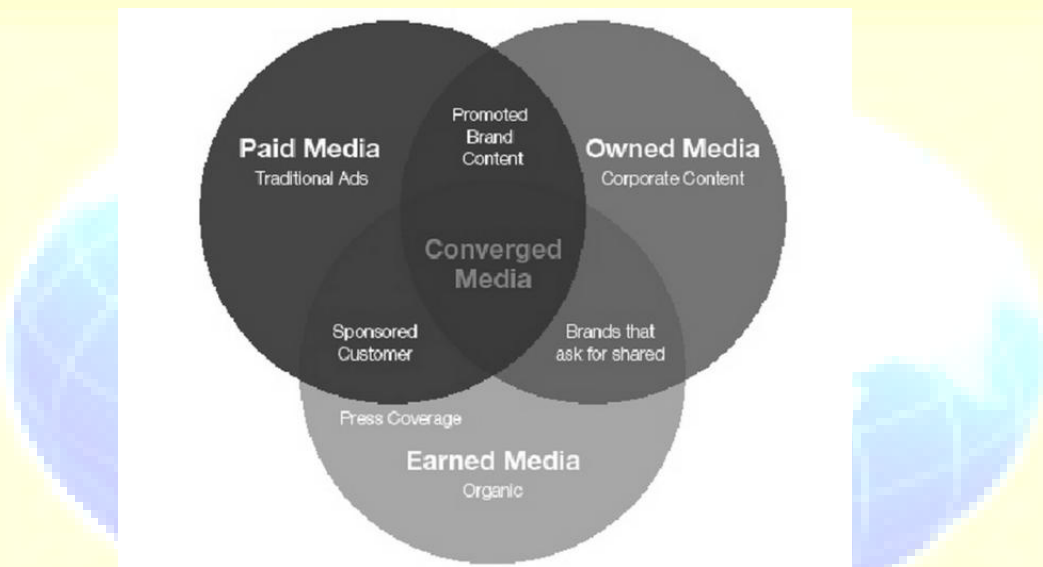 Promoted
Brand
Content
Paid Media
Traditional Ads
Owned Media
Corporate Content
Converged
Media
Sponsored
Customer
Brands that
ask for shared
Press Coverage
Earned Media
Organic